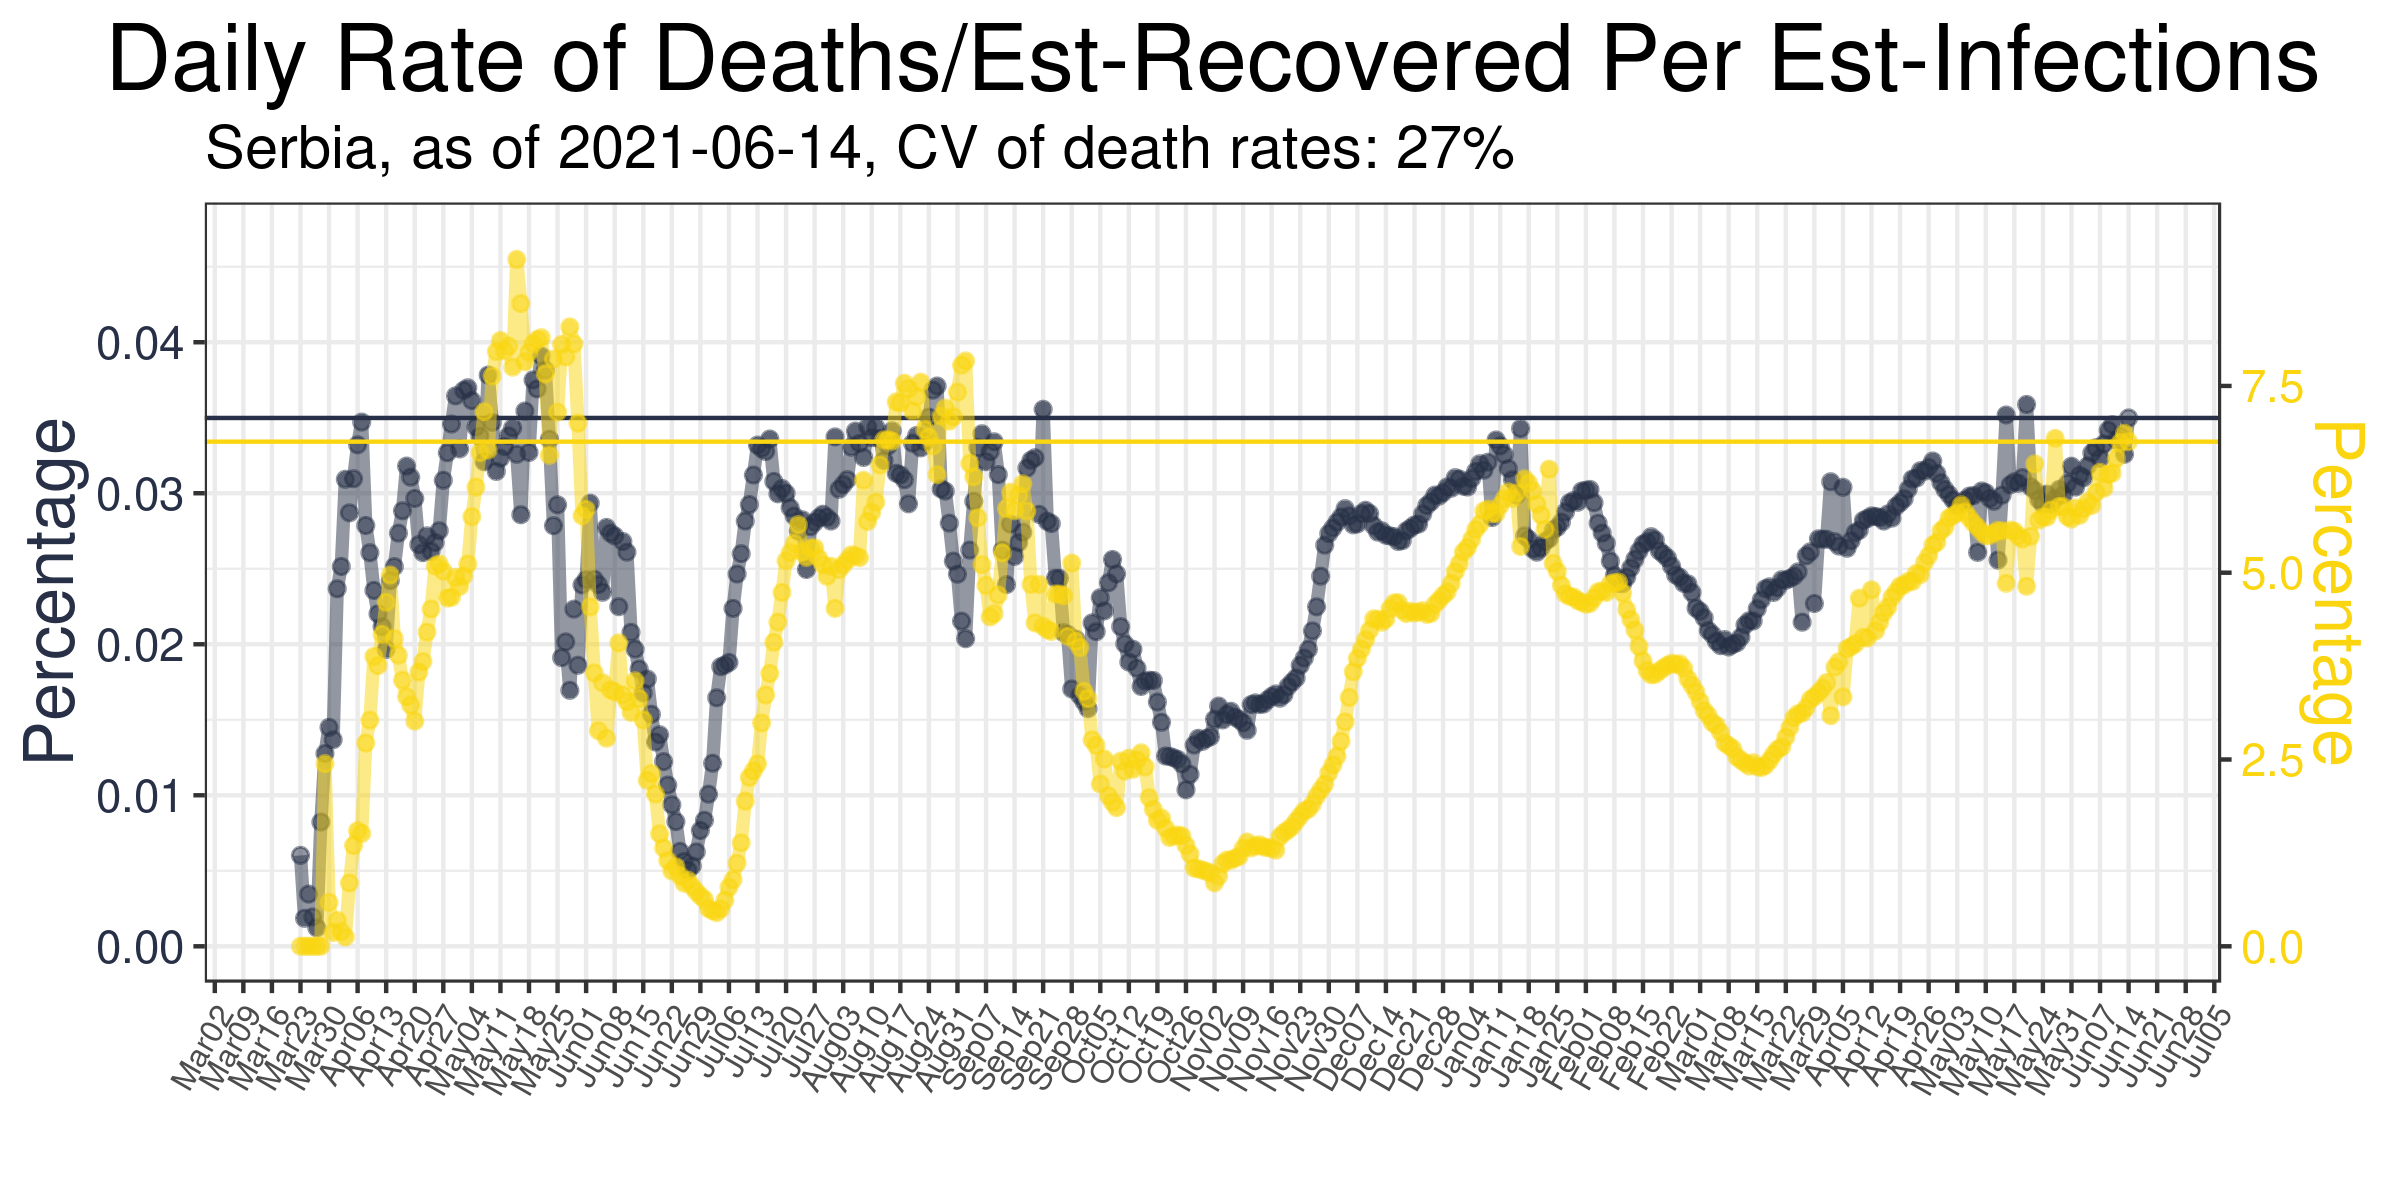 Daily Rate of Deaths/Est-Recovered Per Est-Infections
Serbia, as of 2021-06-14, CV of death rates: 27%
Percentage
0.04
0.03
0.02
0.01
0.00
7.5
5.0
2.5
0.0
Percentage
Mar02
Mar09
Mar16
Mar23
Mar30
Apr06
Apr13
Apr20
Apr27
May04
May11
May18
May25
Jun01
Jun08
Jun15
Jun22
Jun29
Jul06
Jul13
Jul20
Jul27
Aug03
Aug10
Aug17
Aug24
Aug31
Sep07
Sep14
Sep21
Sep28
Oct05
Oct12
Oct19
Oct26
Nov02
Nov09
Nov16
Nov23
Nov30
Dec07
Dec14
Dec21
Dec28
Jan04
Jan11
Jan18
Jan25
Feb01
Feb08
Feb15
Feb22
Mar01
Mar08
Mar15
Mar22
Mar29
Apr05
Apr12
Apr19
Apr26
May03
May10
May17
May24
May31
Jun07
Jun14
Jun21
Jun28
Jul05